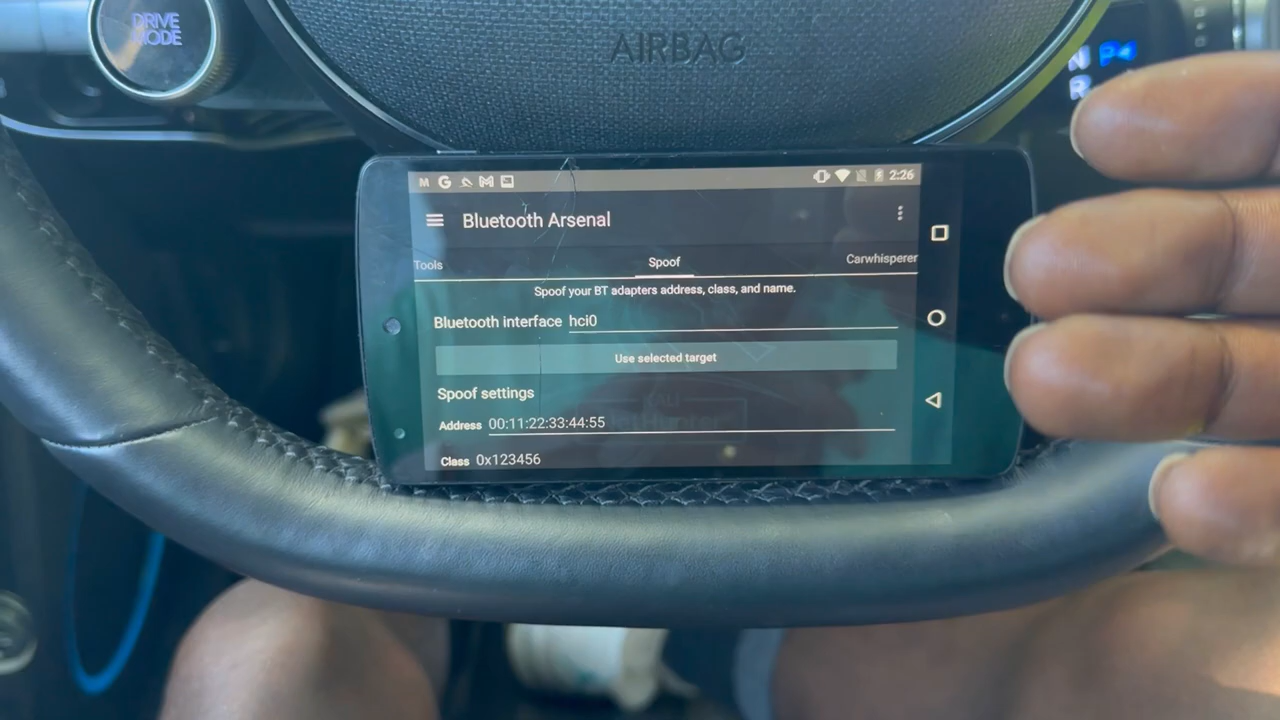 DRIVE
MODE
AIRBAG
N P
R
M G M 2:26
Bluetooth Arsenal
Tools Spoof Carwhisperer
Spoof your BT adapters address, class, and name.
Bluetooth interface hci0
Use selected target
Spoof settings
Address 00:11:22:33:44:55
Class 0x123456